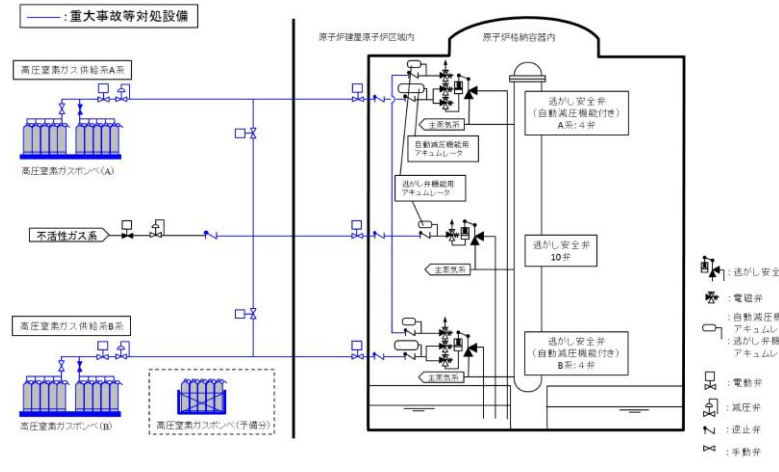 ：重大事故等対処設備
原子炉建屋原子炉区域内
原子炉格納容器内
高圧窒素ガス供給系A系
高圧窒素ガスボンベ(A)
主蒸気系
自動減圧機能用
アキュムレータ
逃がし弁機能用
アキュムレータ
逃がし安全弁
（自動減圧機能付き）
A系：４弁
不活性ガス系
主蒸気系
逃がし安全弁
10弁
高圧窒素ガス供給系B系
高圧窒素ガスボンベ(B)
高圧窒素ガスボンベ(予備分)
主蒸気系
逃がし安全弁
（自動減圧機能付き）
B系：４弁
：逃がし安全
：電磁弁
：自動減圧機
アキュムレ
：逃がし弁機
アキュムレ
：電動弁
：減圧弁
：逆止弁
：手動弁